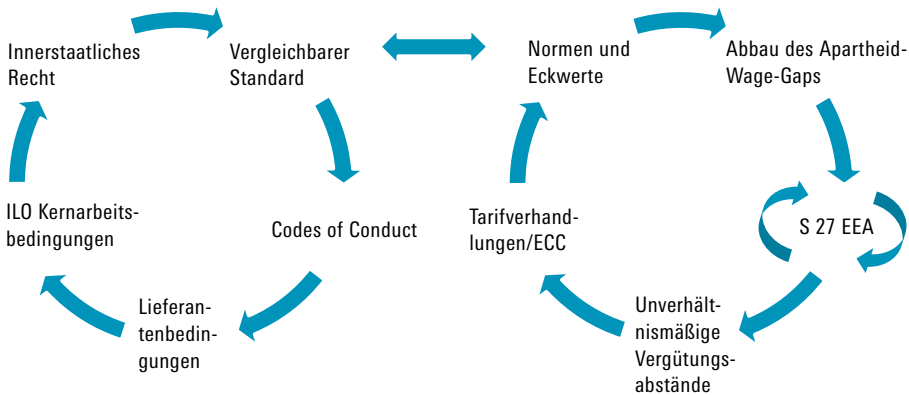 Innerstaatliches
Recht
Vergleichbarer
Standard
Normen und
Eckwerte
Abbau des Apartheid-
Wage-Gaps
ILO Kernarbeits-
bedingungen
Codes of Conduct
Tarifverhand-
lungen/ECC
S 27 EEA
Lieferan-
tenbedin-
gungen
Unverhält-
nismäßige
Vergütungs-
abstände